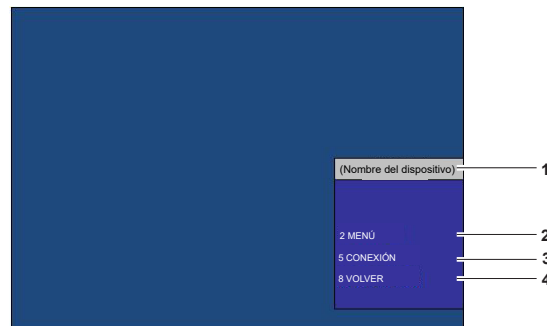 (Nombre del dispositivo)
1
2 MENÚ
2
5 CONEXIÓN
3
8 VOLVER
4